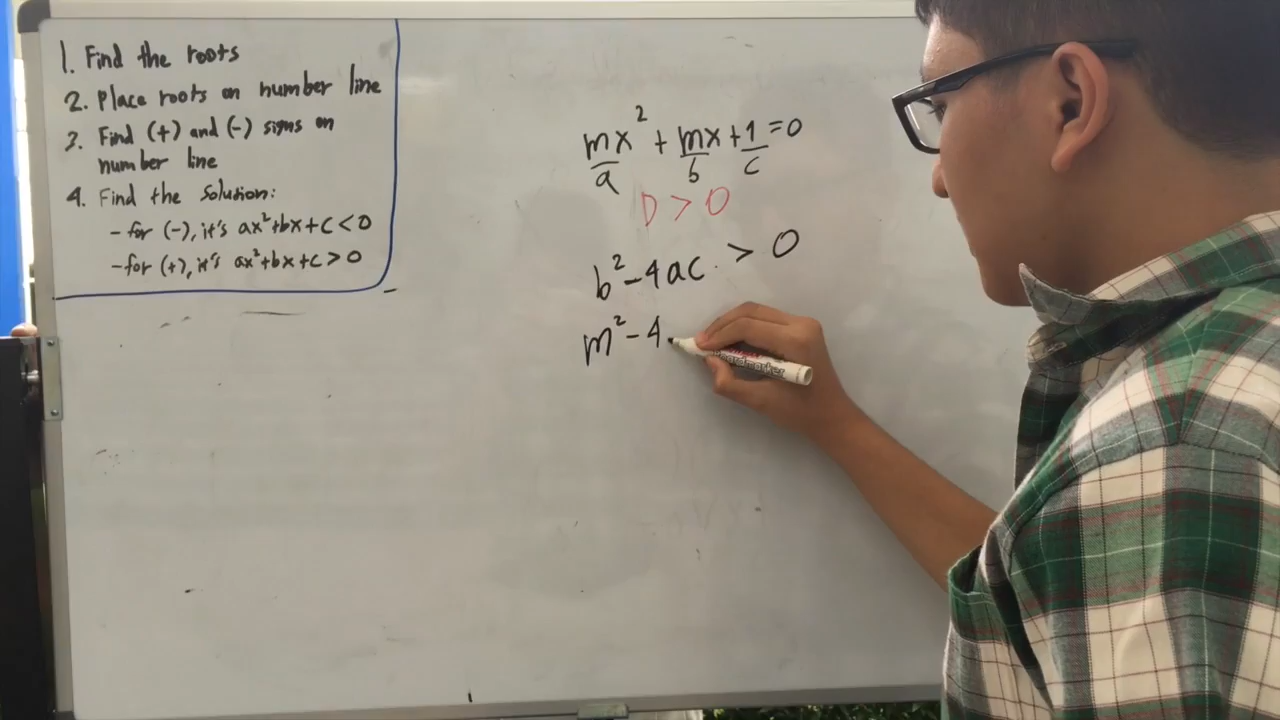 1. Find the roots
2. Place roots on number line
3. Find (+) and (-) signs on
number line
4. Find the Solution:
- for (-), it's ax²+bx+c < 0
- for (+), it's ax²+bx+c > 0
mx² + mx + 1 = 0
a b c
D > 0
b² - 4ac > 0
m² - 4
Boardmarker